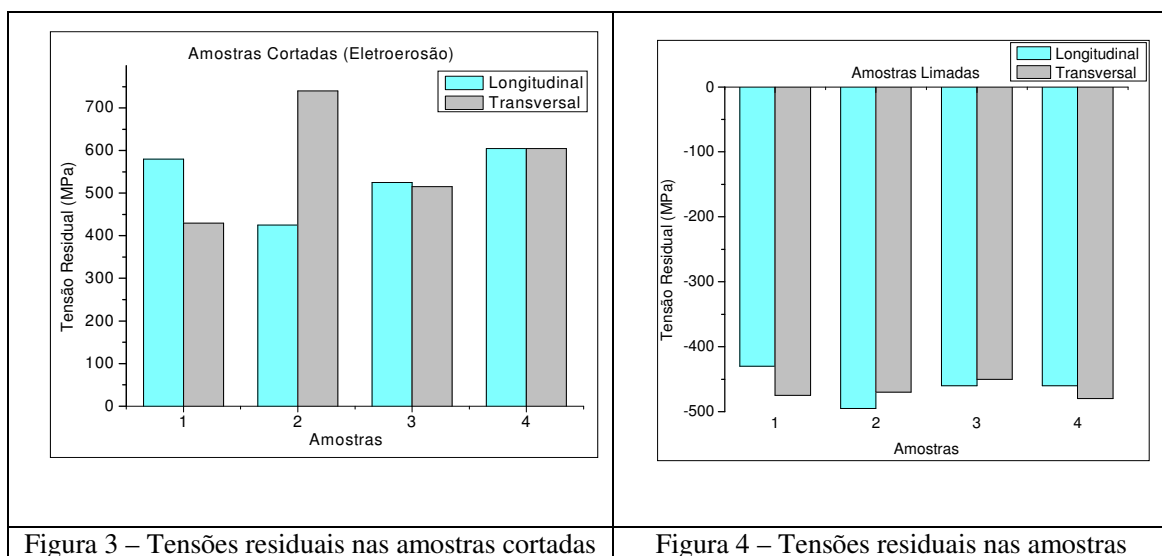 Amostras Cortadas (Eletroerosão)
Longitudinal
Transversal
Tensão Residual (MPa)
700
600
500
400
300
200
100
0
1 2 3 4
Amostras
Amostras Limadas
Longitudinal
Transversal
Tensão Residual (MPa)
0
-100
-200
-300
-400
-500
1 2 3 4
Amostras
Figura 3 – Tensões residuais nas amostras cortadas
Figura 4 – Tensões residuais nas amostras